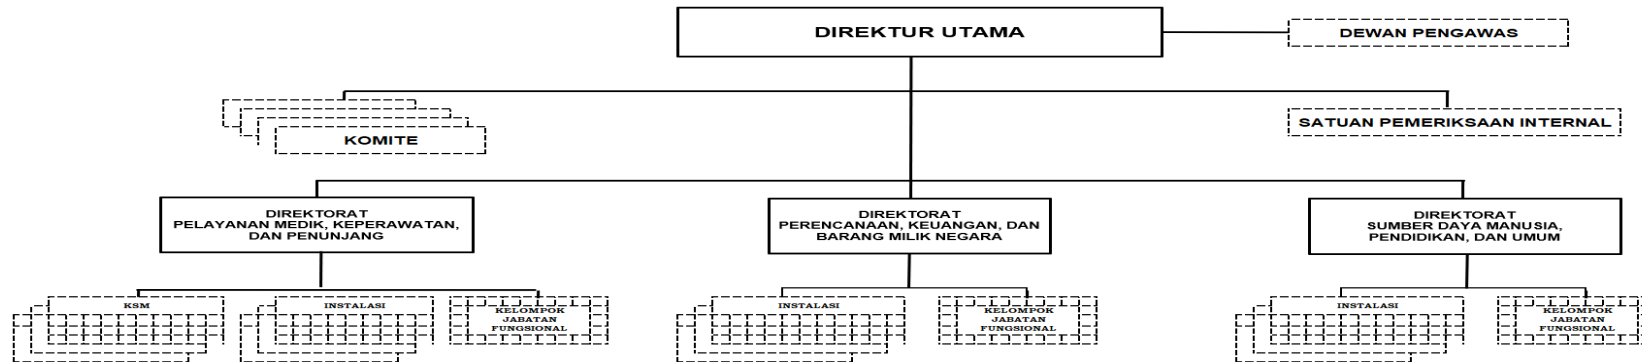 DIREKTUR UTAMA
DEWAN PENGAWAS
KOMITE
SATUAN PEMERIKSAAN INTERNAL
DIREKTORAT
PELAYANAN MEDIK, KEPERAWATAN,
DAN PENUNJANG
DIREKTORAT
PERENCANAAN, KEUANGAN, DAN
BARANG MILIK NEGARA
DIREKTORAT
SUMBER DAYA MANUSIA,
PENDIDIKAN, DAN UMUM
KSM
INSTALASI
KELOMPOK
JABATAN
FUNGSIONAL
INSTALASI
KELOMPOK
JABATAN
FUNGSIONAL
INSTALASI
KELOMPOK
JABATAN
FUNGSIONAL